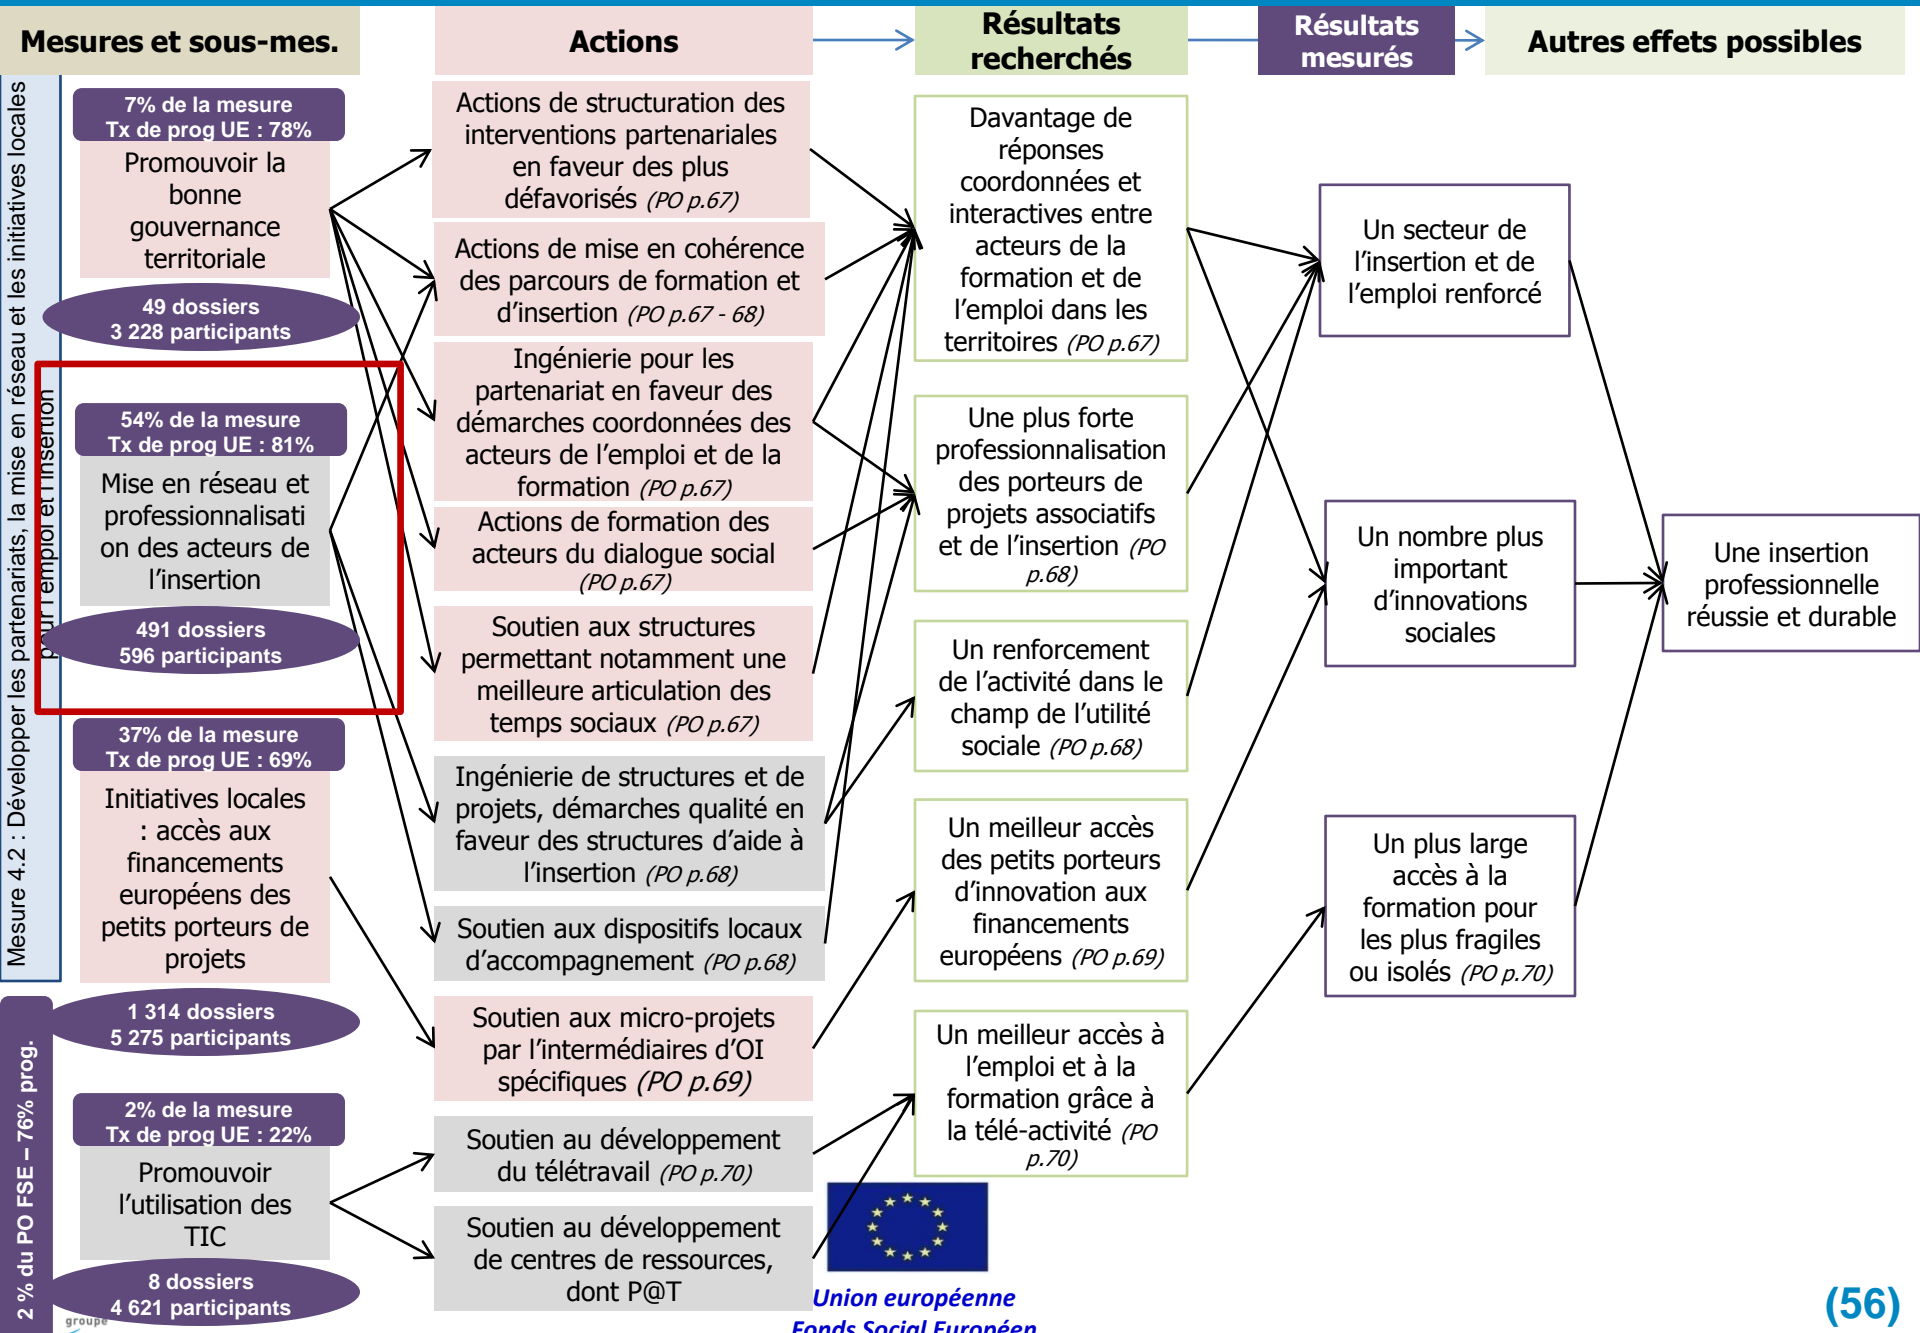 Mesures et sous-mes.
Actions
Résultats
recherchés
Résultats
mesurés
Autres effets possibles
Mesure 4.2 : Développer les partenariats, la mise en réseau et les initiatives locales
pour l'emploi et l'insertion
2 % du PO FSE – 76% prog.
7% de la mesure
Tx de prog UE : 78%
Promouvoir la
bonne
gouvernance
territoriale
49 dossiers
3 228 participants
54% de la mesure
Tx de prog UE : 81%
Mise en réseau et
professionnalisati
on des acteurs de
l’insertion
491 dossiers
596 participants
37% de la mesure
Tx de prog UE : 69%
Initiatives locales
: accès aux
financements
européens des
petits porteurs de
projets
1 314 dossiers
5 275 participants
2% de la mesure
Tx de prog UE : 22%
Promouvoir
l’utilisation des
TIC
8 dossiers
4 621 participants
groupe
Actions de structuration des
interventions partenariales
en faveur des plus
défavorisés (PO p.67)
Actions de mise en cohérence
des parcours de formation et
d’insertion (PO p.67 - 68)
Ingénierie pour les
partenariat en faveur des
démarches coordonnées des
acteurs de l’emploi et de la
formation (PO p.67)
Actions de formation des
acteurs du dialogue social
(PO p.67)
Soutien aux structures
permettant notamment une
meilleure articulation des
temps sociaux (PO p.67)
Ingénierie de structures et de
projets, démarches qualité en
faveur des structures d’aide à
l’insertion (PO p.68)
Soutien aux dispositifs locaux
d’accompagnement (PO p.68)
Soutien aux micro-projets
par l’intermédiaires d’OI
spécifiques (PO p.69)
Soutien au développement
du télétravail (PO p.70)
Soutien au développement
de centres de ressources,
dont P@T
Davantage de
réponses
coordonnées et
interactives entre
acteurs de la
formation et de
l’emploi dans les
territoires (PO p.67)
Une plus forte
professionnalisation
des porteurs de
projets associatifs
et de l’insertion (PO
p.68)
Un renforcement
de l’activité dans le
champ de l’utilité
sociale (PO p.68)
Un meilleur accès
des petits porteurs
d’innovation aux
financements
européens (PO p.69)
Un meilleur accès à
l’emploi et à la
formation grâce à
la télé-activité (PO
p.70)
Un secteur de
l’insertion et de
l’emploi renforcé
Un nombre plus
important
d’innovations
sociales
Un plus large
accès à la
formation pour
les plus fragiles
ou isolés (PO p.70)
Une insertion
professionnelle
réussie et durable
Union européenne
Fonds Social Européen
(56)